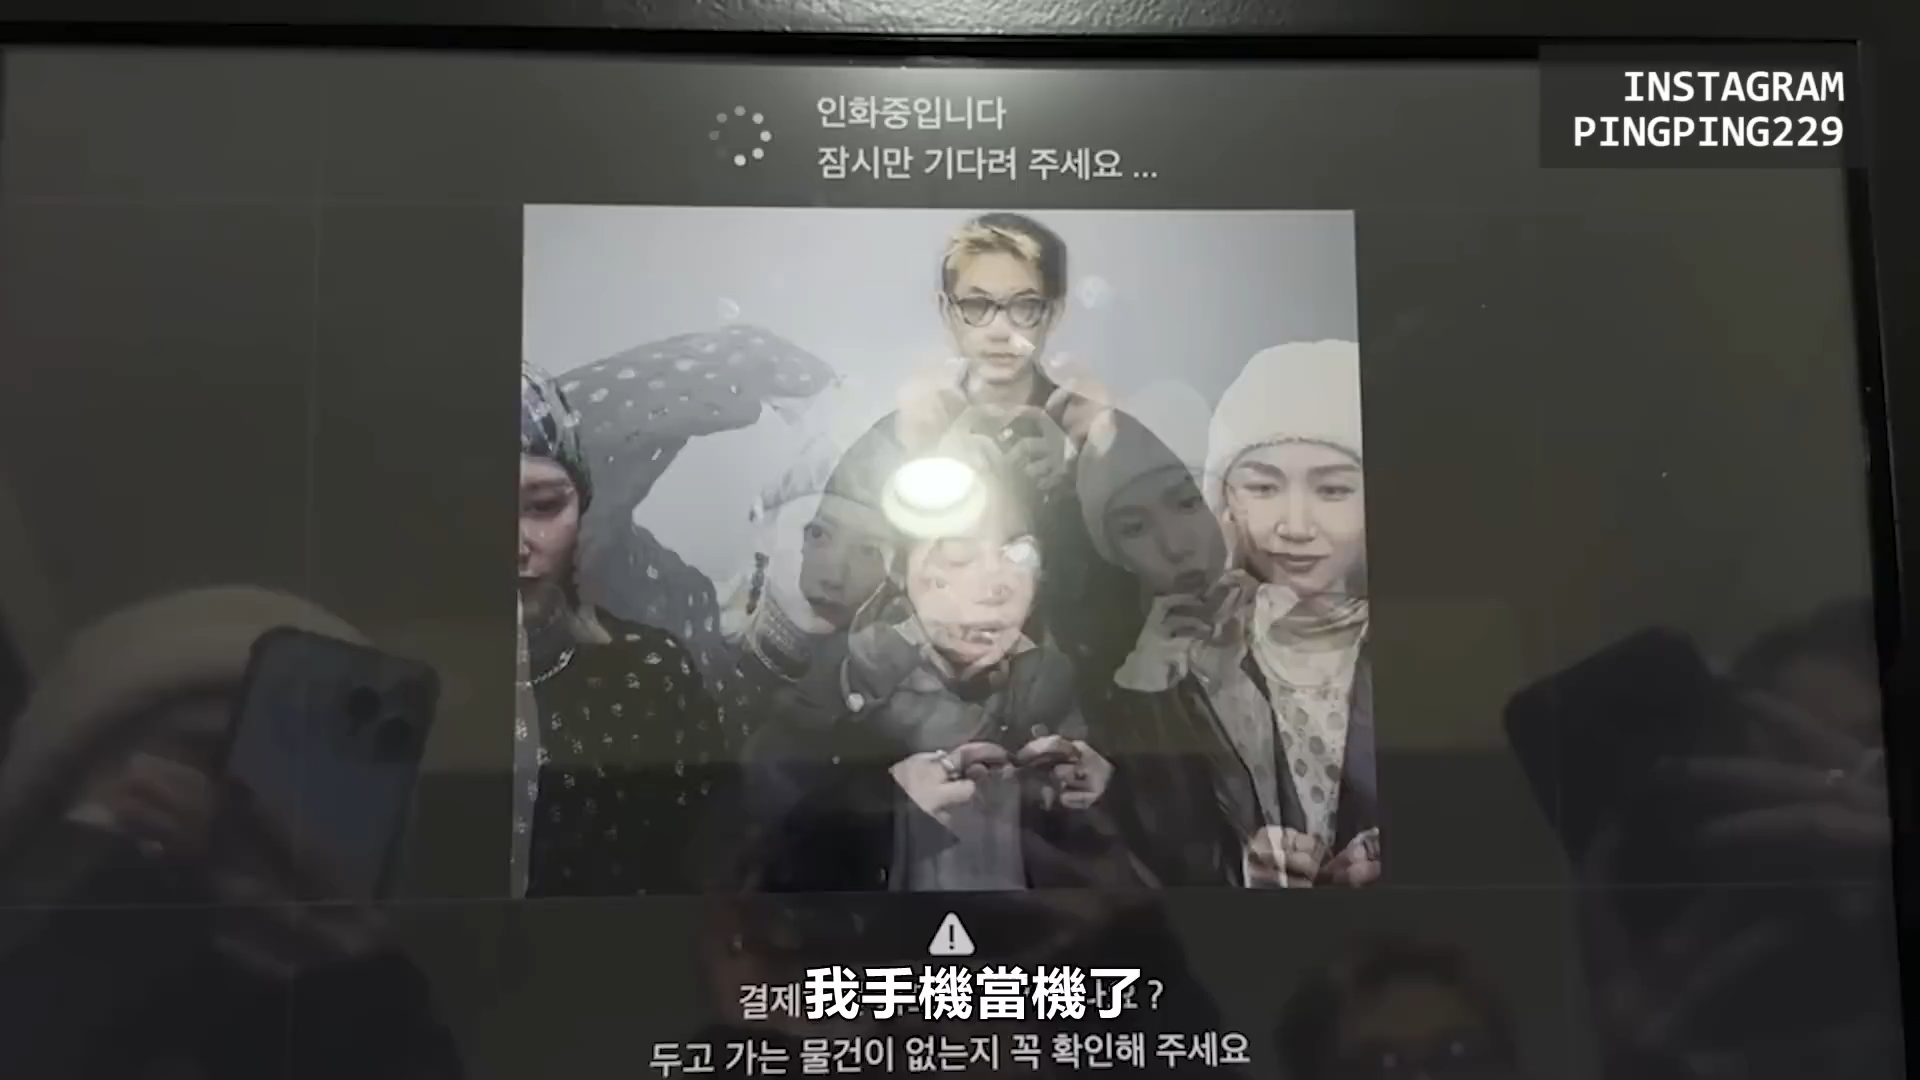 INSTAGRAM
PINGPING229
인화중입니다
잠시만 기다려 주세요 ...
결제
?
我手機當機了
두고 가는 물건이 없는지 꼭 확인해 주세요